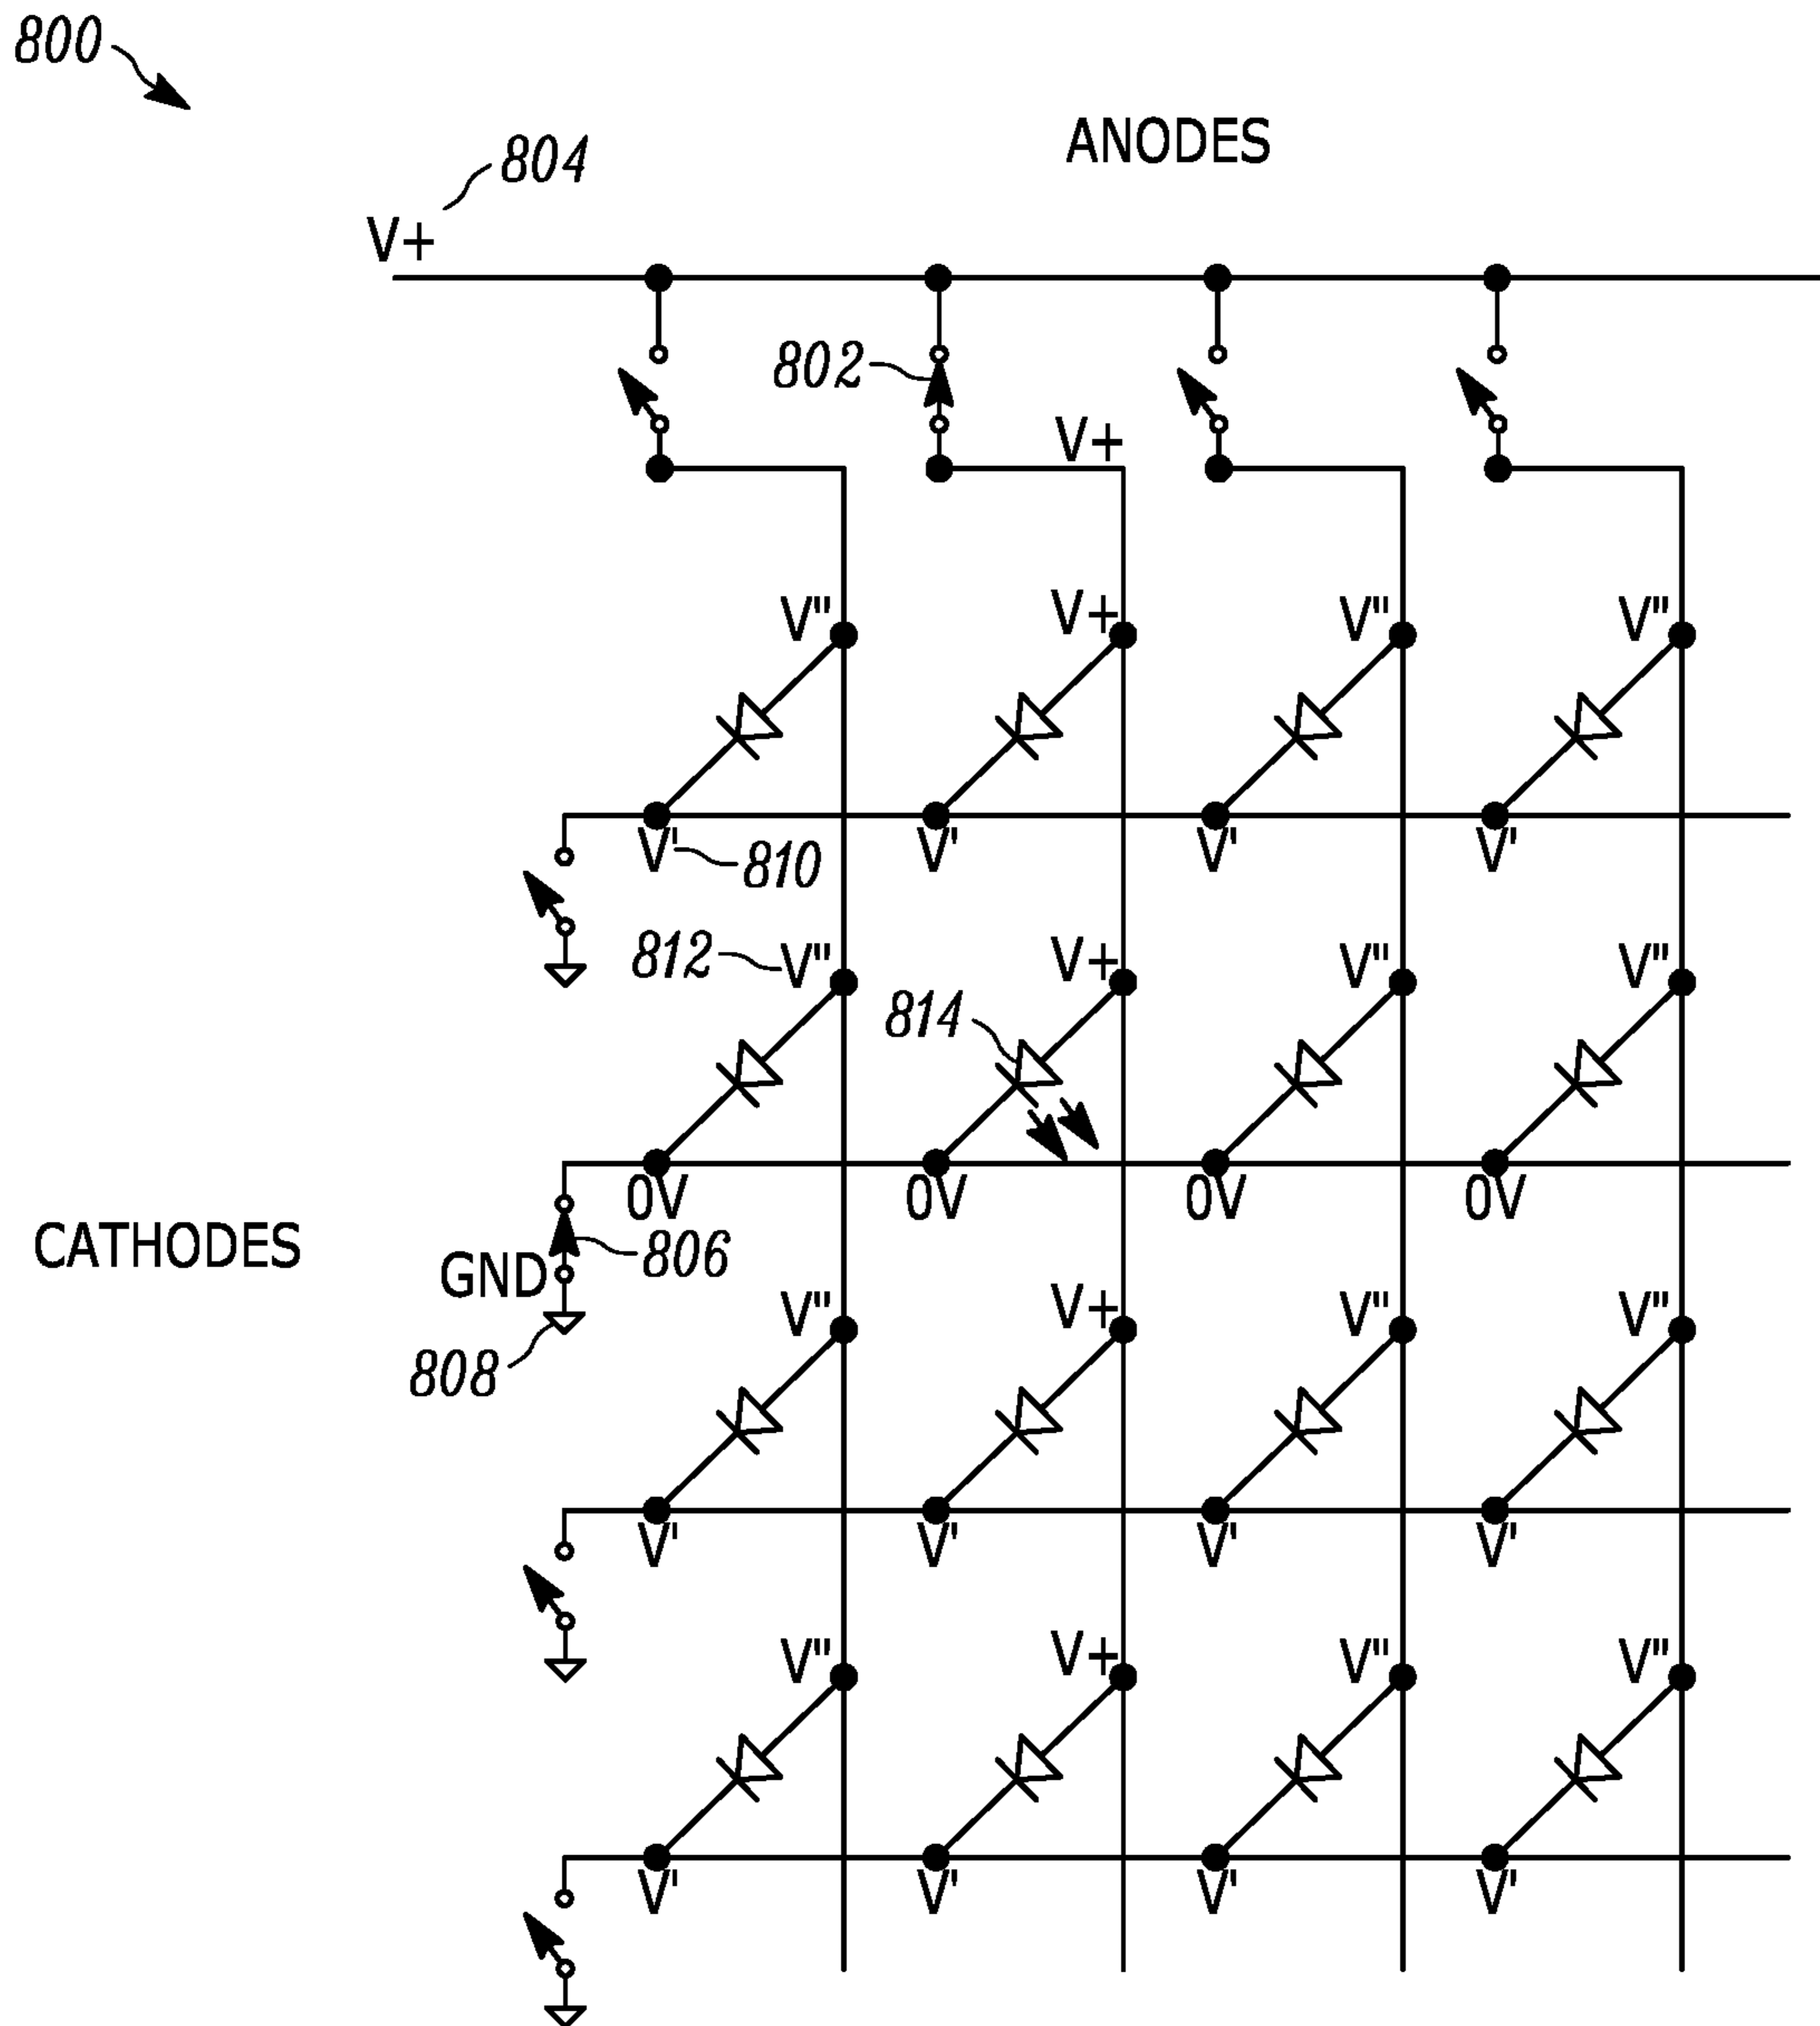 800
ANODES
804
V+
802
V+
V" V+ V" V"
V' V' V' V'
810
812 V" V+ V" V"
814
0V 0V 0V 0V
CATHODES
GND 806
V" V+ V" V"
808
V' V' V' V'
V" V+ V" V"
V' V' V' V'